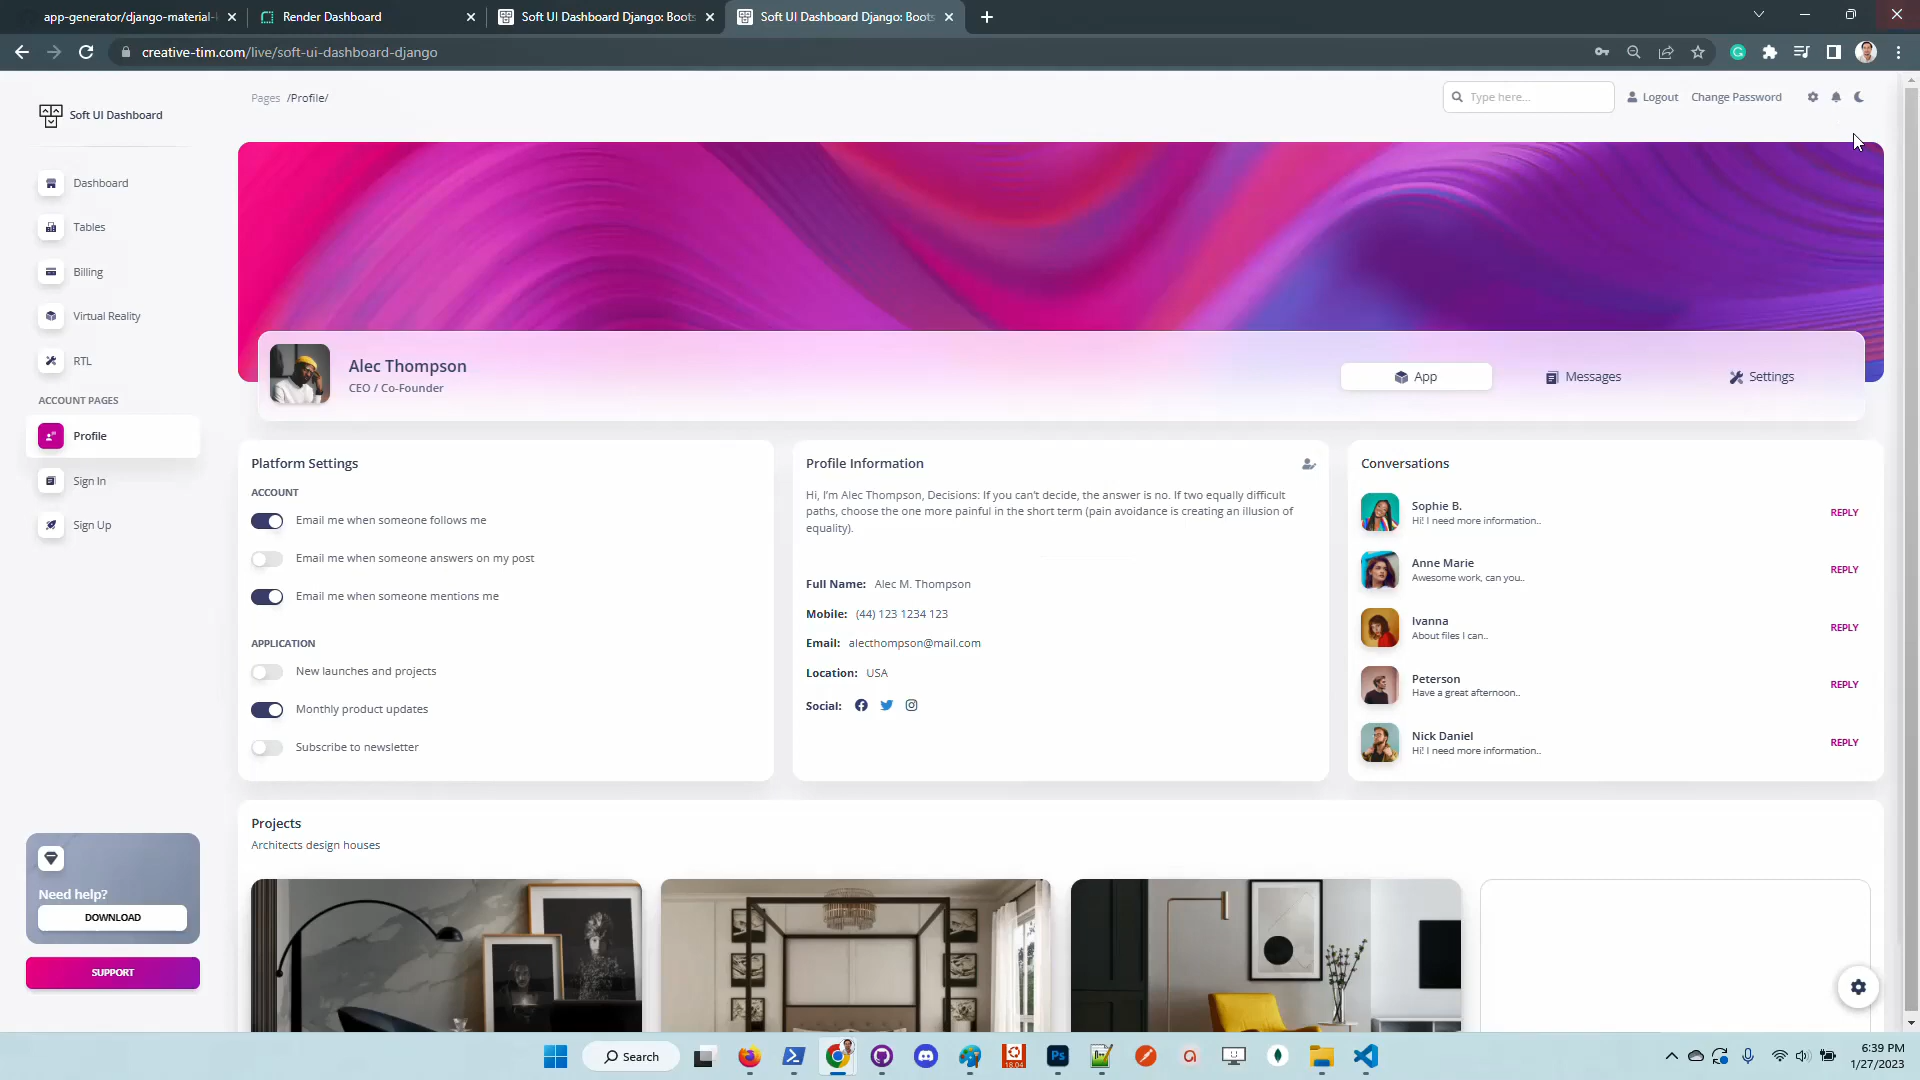 app-generator/django-material-
Render Dashboard
Soft UI Dashboard Django: Boots
Soft UI Dashboard Django: Boots
creative-tim.com/live/soft-ui-dashboard-django
Soft UI Dashboard
Pages /Profile/
Type here...
Logout
Change Password
Dashboard
Tables
Billing
Virtual Reality
RTL
ACCOUNT PAGES
Profile
Sign In
Sign Up
Need help?
DOWNLOAD
SUPPORT
Alec Thompson
CEO / Co-Founder
App
Messages
Settings
Platform Settings
ACCOUNT
Email me when someone follows me
Email me when someone answers on my post
Email me when someone mentions me
APPLICATION
New launches and projects
Monthly product updates
Subscribe to newsletter
Profile Information
Hi, I'm Alec Thompson, Decisions: If you can't decide, the answer is no. If two equally difficult
paths, choose the one more painful in the short term (pain avoidance is creating an illusion of
equality).
Full Name: Alec M. Thompson
Mobile: (44) 123 1234 123
Email: alecthompson@mail.com
Location: USA
Social:
Conversations
Sophie B.
Hi! I need more information..
REPLY
Anne Marie
Awesome work, can you..
REPLY
Ivanna
About files I can..
REPLY
Peterson
Have a great afternoon..
REPLY
Nick Daniel
Hi! I need more information..
REPLY
Projects
Architects design houses
Search
18.04
Ps
6:39 PM
1/27/2023